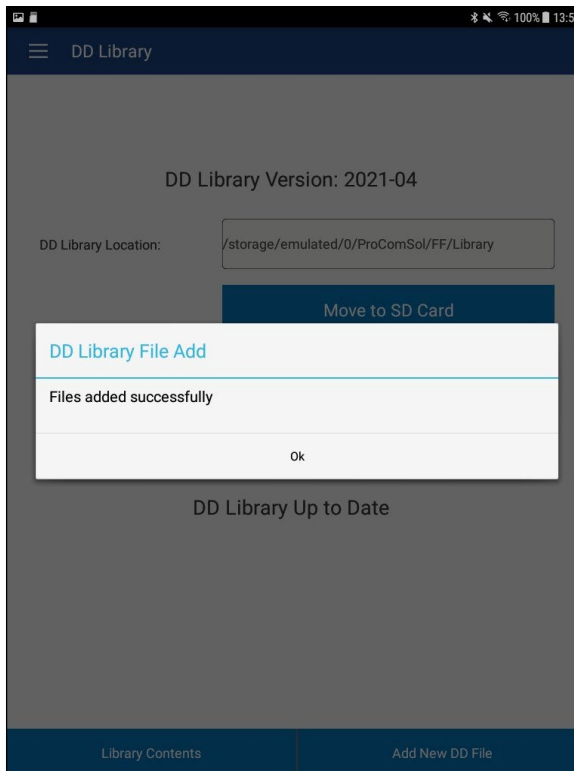 100% 13:5
DD Library
DD Library Version: 2021-04
DD Library Location:
/storage/emulated/0/ProComSol/FF/Library
Move to SD Card
DD Library File Add
Files added successfully
Ok
DD Library Up to Date
Library Contents
Add New DD File